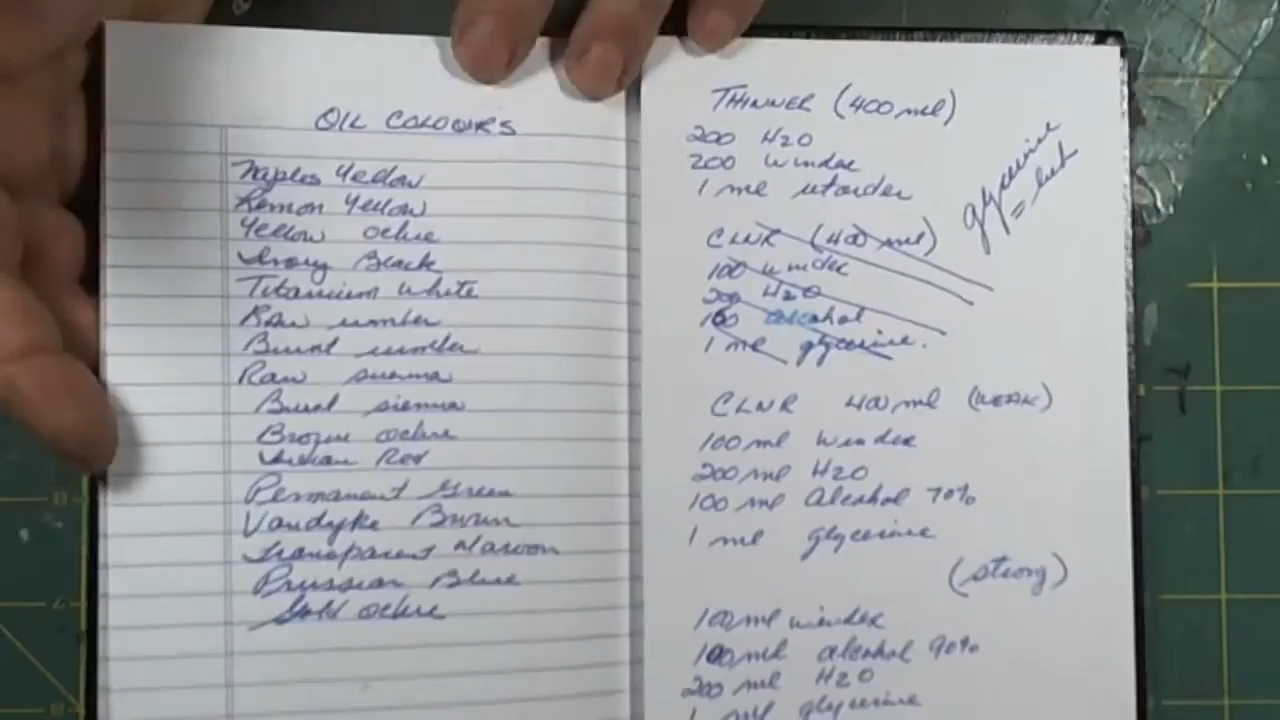 OIL COLOURS
Naples Yellow
Lemon Yellow
Yellow Ochre
Ivory Black
Titanium White
Raw umber
Burnt umber
Raw sienna
Burnt sienna
Brown Ochre
Indian Red
Permanent Green
Vandyke Brown
Transparent Maroon
Prussian Blue
Gold Ochre
THINNER (400 ml)
200 H2O
200 Windex
1 ml retarder
glycerine
=
CLNR (400 ml)
100 windex
200 H2O
100 alcohol
1 ml glycerine.
CLNR 400 ml (WEAK)
100 ml Windex
200 ml H2O
100 ml Alcohol 70%
1 ml glycerine
(strong)
100 ml windex
100 ml alcohol 90%
200 ml H2O
1 ml glycerine